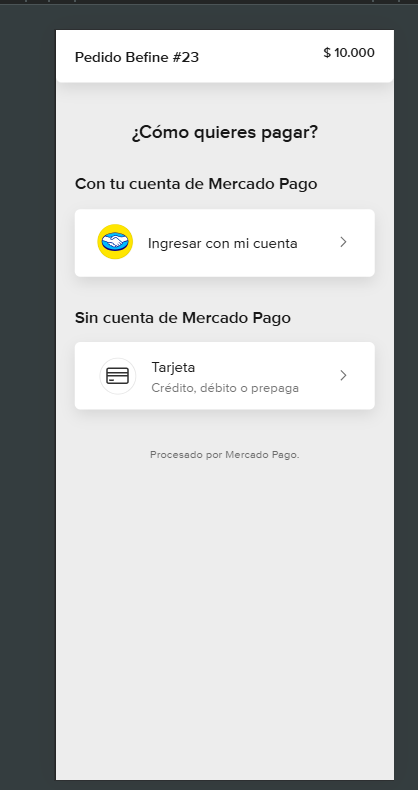 Pedido Befine #23
$ 10.000
¿Cómo quieres pagar?
Con tu cuenta de Mercado Pago
Ingresar con mi cuenta
Sin cuenta de Mercado Pago
Tarjeta
Crédito, débito o prepaga
Procesado por Mercado Pago.